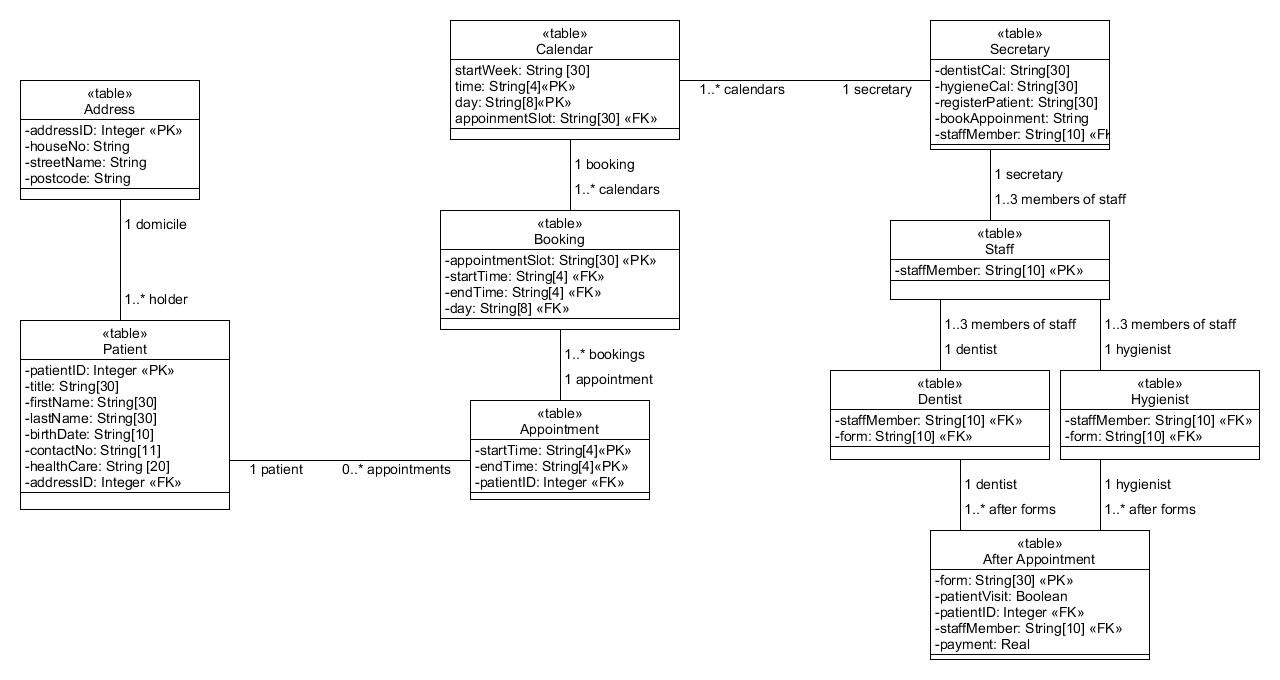 «table»
Address
-addressID: Integer «PK»
-houseNo: String
-streetName: String
-postcode: String
1 domicile
1..* holder
«table»
Patient
-patientID: Integer «PK»
-title: String[30]
-firstName: String[30]
-lastName: String[30]
-birthDate: String[10]
-contactNo: String[11]
-healthCare: String [20]
-addressID: Integer «FK»
1 patient
0..* appointments
«table»
Calendar
startWeek: String [30]
time: String[4]«PK»
day: String[8]«PK»
appoinmentSlot: String[30] «FK»
1..* calendars
1 secretary
1 booking
1..* calendars
«table»
Booking
-appointmentSlot: String[30] «PK»
-startTime: String[4] «FK»
-endTime: String[4] «FK»
-day: String[8] «FK»
1..* bookings
1 appointment
«table»
Appointment
-startTime: String[4]«PK»
-endTime: String[4]«PK»
-patientID: Integer «FK»
«table»
Secretary
-dentistCal: String[30]
-hygieneCal: String[30]
-registerPatient: String[30]
-bookAppoinment: String
-staffMember: String[10] «FK
1 secretary
1..3 members of staff
«table»
Staff
-staffMember: String[10] «PK»
1..3 members of staff
1 dentist
1..3 members of staff
1 hygienist
«table»
Dentist
-staffMember: String[10] «FK»
-form: String[10] «FK»
«table»
Hygienist
-staffMember: String[10] «FK»
-form: String[10] «FK»
1 dentist
1..* after forms
1 hygienist
1..* after forms
«table»
After Appointment
-form: String[30] «PK»
-patientVisit: Boolean
-patientID: Integer «FK»
-staffMember: String[10] «FK»
-payment: Real